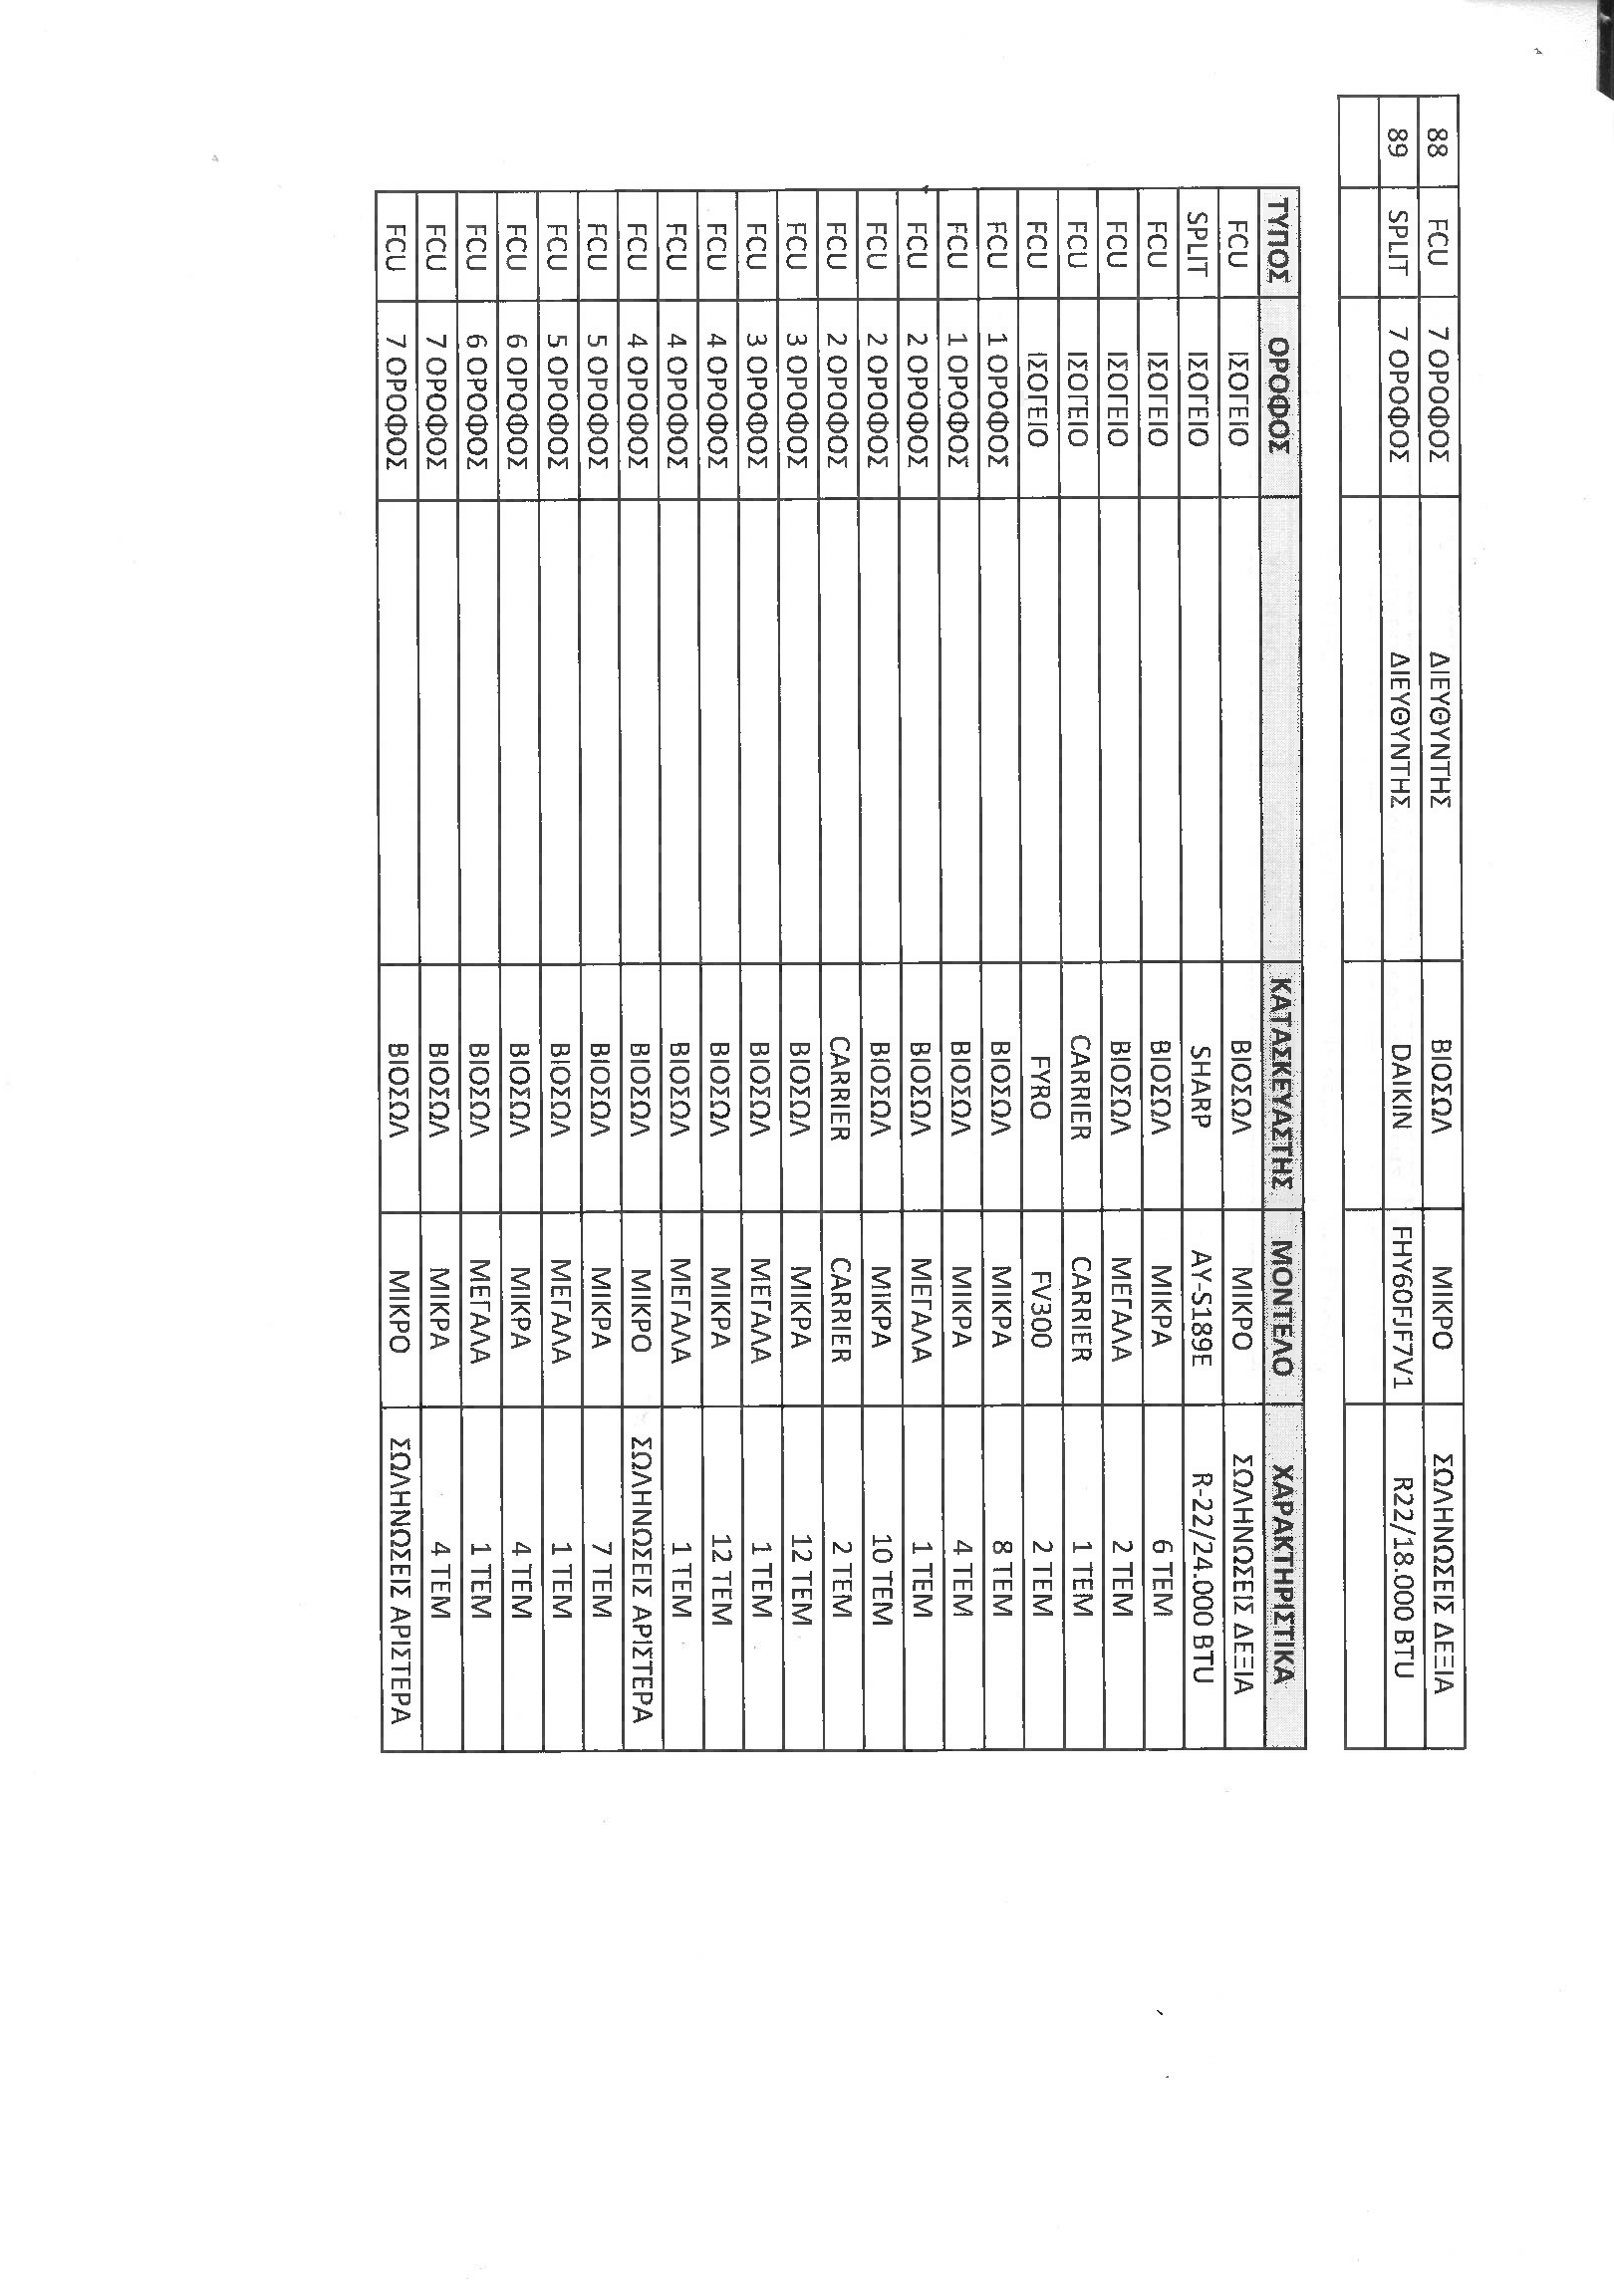 88 FCU 7 ΟΡΟΦΟΣ ΔΙΕΥΘΥΝΤΗΣ ΒΙΟΣΩΛ ΜΙΚΡΟ ΣΩΛΗΝΩΣΕΙΣ ΔΕΞΙΑ
89 SPLIT 7 ΟΡΟΦΟΣ ΔΙΕΥΘΥΝΤΗΣ DAIKIN FHY60FJF7V1 R22/18.000 BTU
ΤΥΠΟΣ ΟΡΟΦΟΣ ΚΑΤΑΣΚΕΥΑΣΤΗΣ ΜΟΝΤΕΛΟ ΧΑΡΑΚΤΗΡΙΣΤΙΚΑ
FCU ΙΣΟΓΕΙΟ ΒΙΟΣΩΛ ΜΙΚΡΟ ΣΩΛΗΝΩΣΕΙΣ ΔΕΞΙΑ
SPLIT ΙΣΟΓΕΙΟ SHARP AY-S189E R-22/24.000 BTU
FCU ΙΣΟΓΕΙΟ ΒΙΟΣΩΛ ΜΙΚΡΑ 6 ΤΕΜ
FCU ΙΣΟΓΕΙΟ ΒΙΟΣΩΛ ΜΕΓΑΛΑ 2 ΤΕΜ
FCU ΙΣΟΓΕΙΟ CARRIER CARRIER 1 ΤΕΜ
FCU ΙΣΟΓΕΙΟ FYRO FV300 2 ΤΕΜ
FCU 1 ΟΡΟΦΟΣ ΒΙΟΣΩΛ ΜΙΚΡΑ 8 ΤΕΜ
FCU 1 ΟΡΟΦΟΣ ΒΙΟΣΩΛ ΜΙΚΡΑ 4 ΤΕΜ
FCU 2 ΟΡΟΦΟΣ ΒΙΟΣΩΛ ΜΕΓΑΛΑ 1 ΤΕΜ
FCU 2 ΟΡΟΦΟΣ ΒΙΟΣΩΛ ΜΙΚΡΑ 10 ΤΕΜ
FCU 2 ΟΡΟΦΟΣ CARRIER CARRIER 2 ΤΕΜ
FCU 3 ΟΡΟΦΟΣ ΒΙΟΣΩΛ ΜΙΚΡΑ 12 ΤΕΜ
FCU 3 ΟΡΟΦΟΣ ΒΙΟΣΩΛ ΜΕΓΑΛΑ 1 ΤΕΜ
FCU 4 ΟΡΟΦΟΣ ΒΙΟΣΩΛ ΜΙΚΡΑ 12 ΤΕΜ
FCU 4 ΟΡΟΦΟΣ ΒΙΟΣΩΛ ΜΕΓΑΛΑ 1 ΤΕΜ
FCU 4 ΟΡΟΦΟΣ ΒΙΟΣΩΛ ΜΙΚΡΟ ΣΩΛΗΝΩΣΕΙΣ ΑΡΙΣΤΕΡΑ
FCU 5 ΟΡΟΦΟΣ ΒΙΟΣΩΛ ΜΙΚΡΑ 7 ΤΕΜ
FCU 5 ΟΡΟΦΟΣ ΒΙΟΣΩΛ ΜΕΓΑΛΑ 1 ΤΕΜ
FCU 6 ΟΡΟΦΟΣ ΒΙΟΣΩΛ ΜΙΚΡΑ 4 ΤΕΜ
FCU 6 ΟΡΟΦΟΣ ΒΙΟΣΩΛ ΜΕΓΑΛΑ 1 ΤΕΜ
FCU 7 ΟΡΟΦΟΣ ΒΙΟΣΩΛ ΜΙΚΡΑ 4 ΤΕΜ
FCU 7 ΟΡΟΦΟΣ ΒΙΟΣΩΛ ΜΙΚΡΟ ΣΩΛΗΝΩΣΕΙΣ ΑΡΙΣΤΕΡΑ